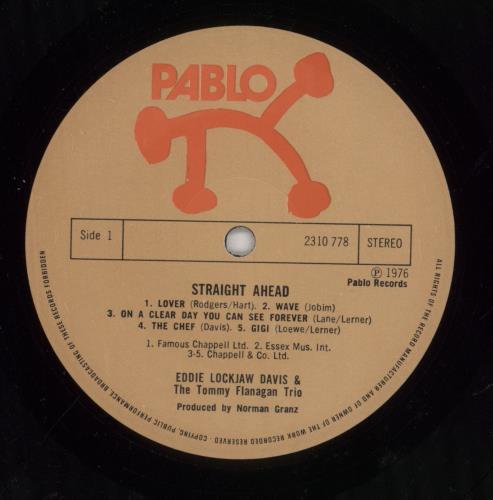 PABLO
Side 1
2310 778
STEREO
℗ 1976
Pablo Records
STRAIGHT AHEAD
1. LOVER (Rodgers/Hart). 2. WAVE (Jobim)
3. ON A CLEAR DAY YOU CAN SEE FOREVER (Lane/Lerner)
4. THE CHEF (Davis). 5. GIGI (Loewe/Lerner)
1. Famous Chappell Ltd. 2. Essex Mus. Int.
3-5. Chappell & Co. Ltd.
EDDIE LOCKJAW DAVIS &
The Tommy Flanagan Trio
Produced by Norman Granz
ALL RIGHTS OF THE RECORD MANUFACTURER AND OF OWNER OF THE WORK RECORDED RESERVED · COPYING, PUBLIC PERFORMANCE, BROADCASTING OF THESE RECORDS FORBIDDEN